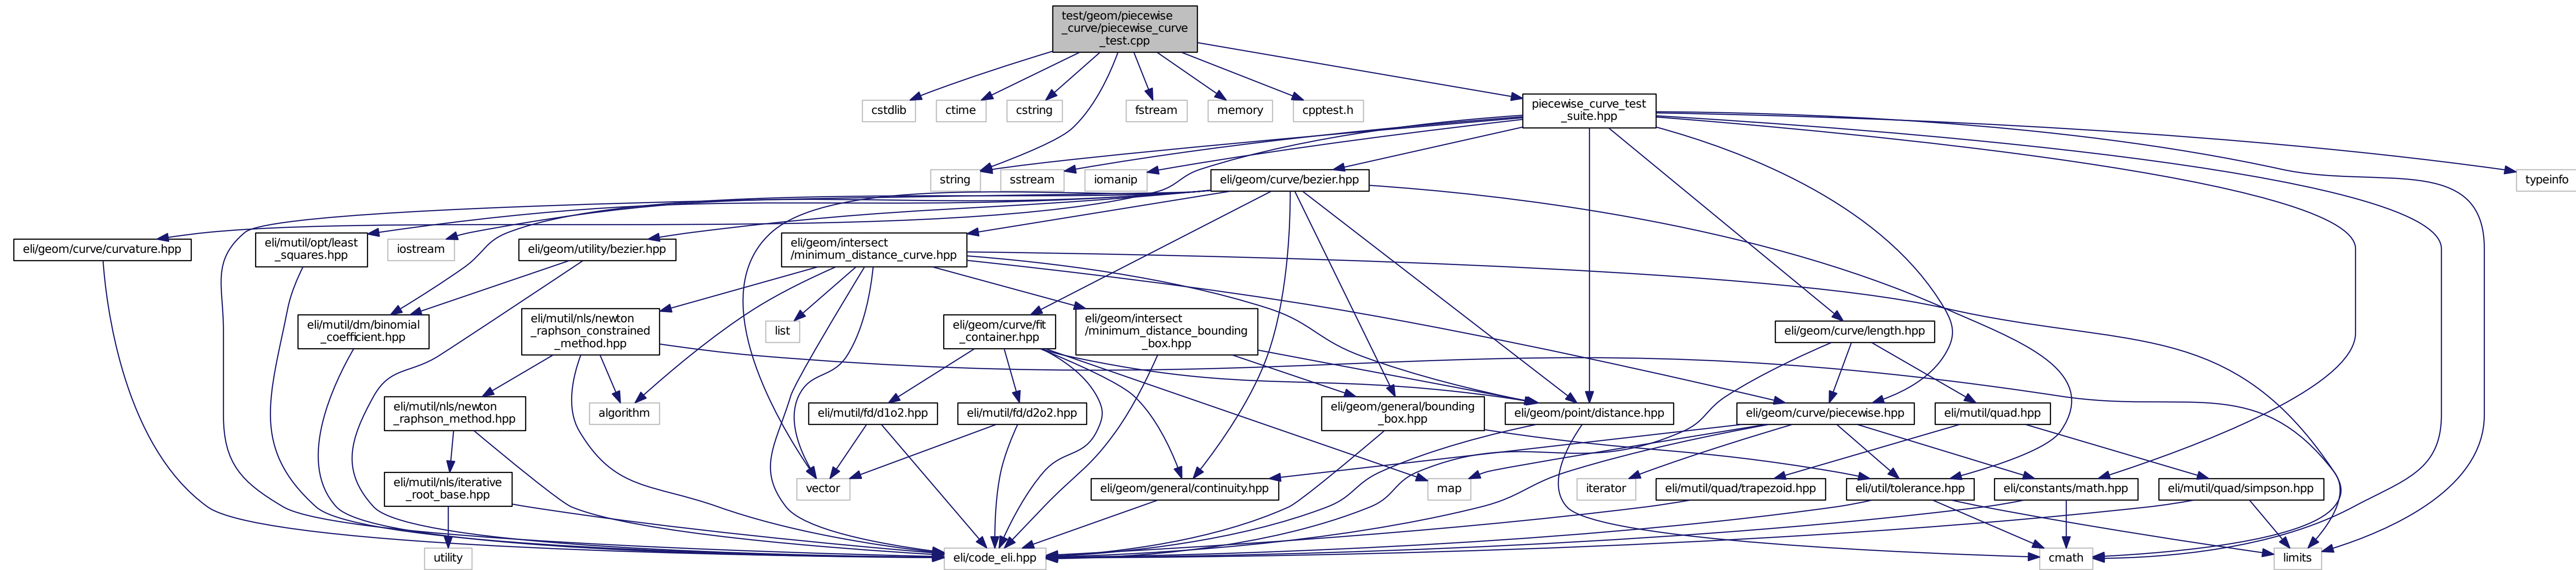 test/geom/piecewise
_curve/piecewise_curve
_test.cpp
cstdlib
ctime
cstring
fstream
memory
cpptest.h
piecewise_curve_test
_suite.hpp
string
sstream
iomanip
eli/geom/curve/bezier.hpp
typeinfo
eli/geom/curve/curvature.hpp
eli/mutil/opt/least
_squares.hpp
iostream
eli/geom/utility/bezier.hpp
eli/geom/intersect
/minimum_distance_curve.hpp
eli/mutil/dm/binomial
_coefficient.hpp
eli/mutil/nls/newton
_raphson_constrained
_method.hpp
list
eli/geom/curve/fit
_container.hpp
eli/geom/intersect
/minimum_distance_bounding
_box.hpp
eli/geom/curve/length.hpp
eli/mutil/nls/newton
_raphson_method.hpp
algorithm
eli/mutil/fd/d1o2.hpp
eli/mutil/fd/d2o2.hpp
eli/geom/general/bounding
_box.hpp
eli/geom/point/distance.hpp
eli/geom/curve/piecewise.hpp
eli/mutil/quad.hpp
eli/mutil/nls/iterative
_root_base.hpp
vector
eli/geom/general/continuity.hpp
map
iterator
eli/mutil/quad/trapezoid.hpp
eli/util/tolerance.hpp
eli/constants/math.hpp
eli/mutil/quad/simpson.hpp
utility
eli/code_eli.hpp
cmath
limits